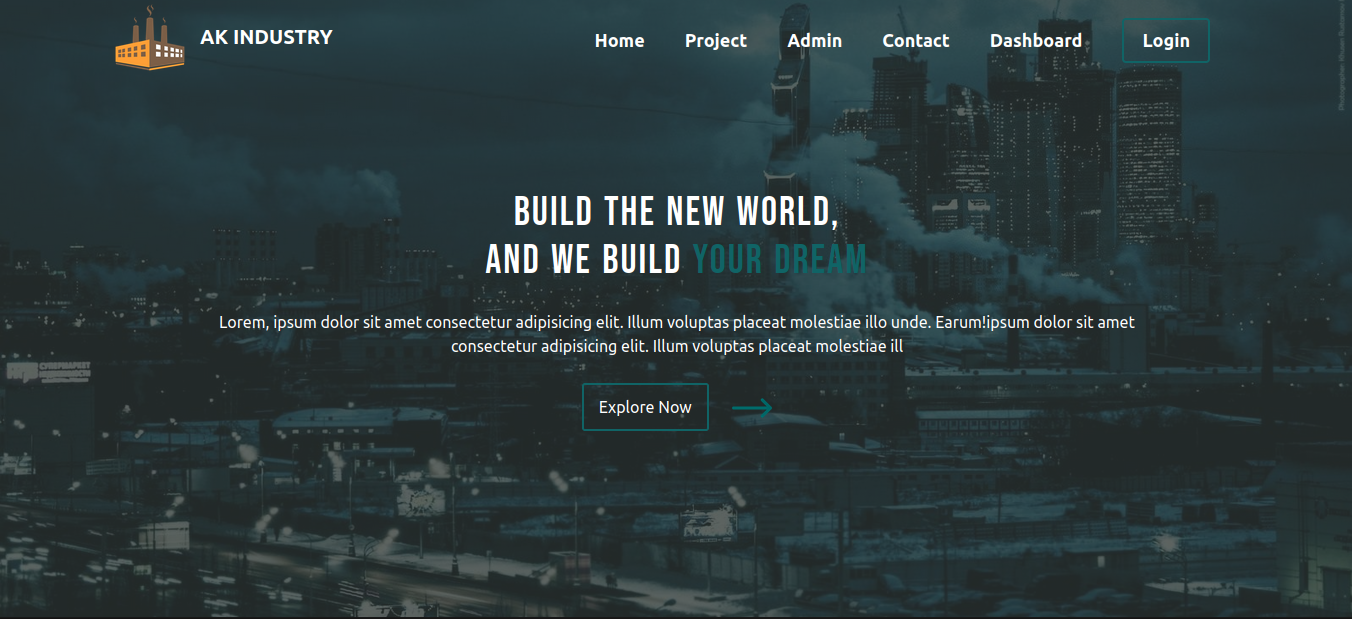 AK INDUSTRY
Home Project Admin Contact Dashboard Login
BUILD THE NEW WORLD,
AND WE BUILD YOUR DREAM
Lorem, ipsum dolor sit amet consectetur adipisicing elit. Illum voluptas placeat molestiae illo unde. Earum!ipsum dolor sit amet
consectetur adipisicing elit. Illum voluptas placeat molestiae ill
Explore Now